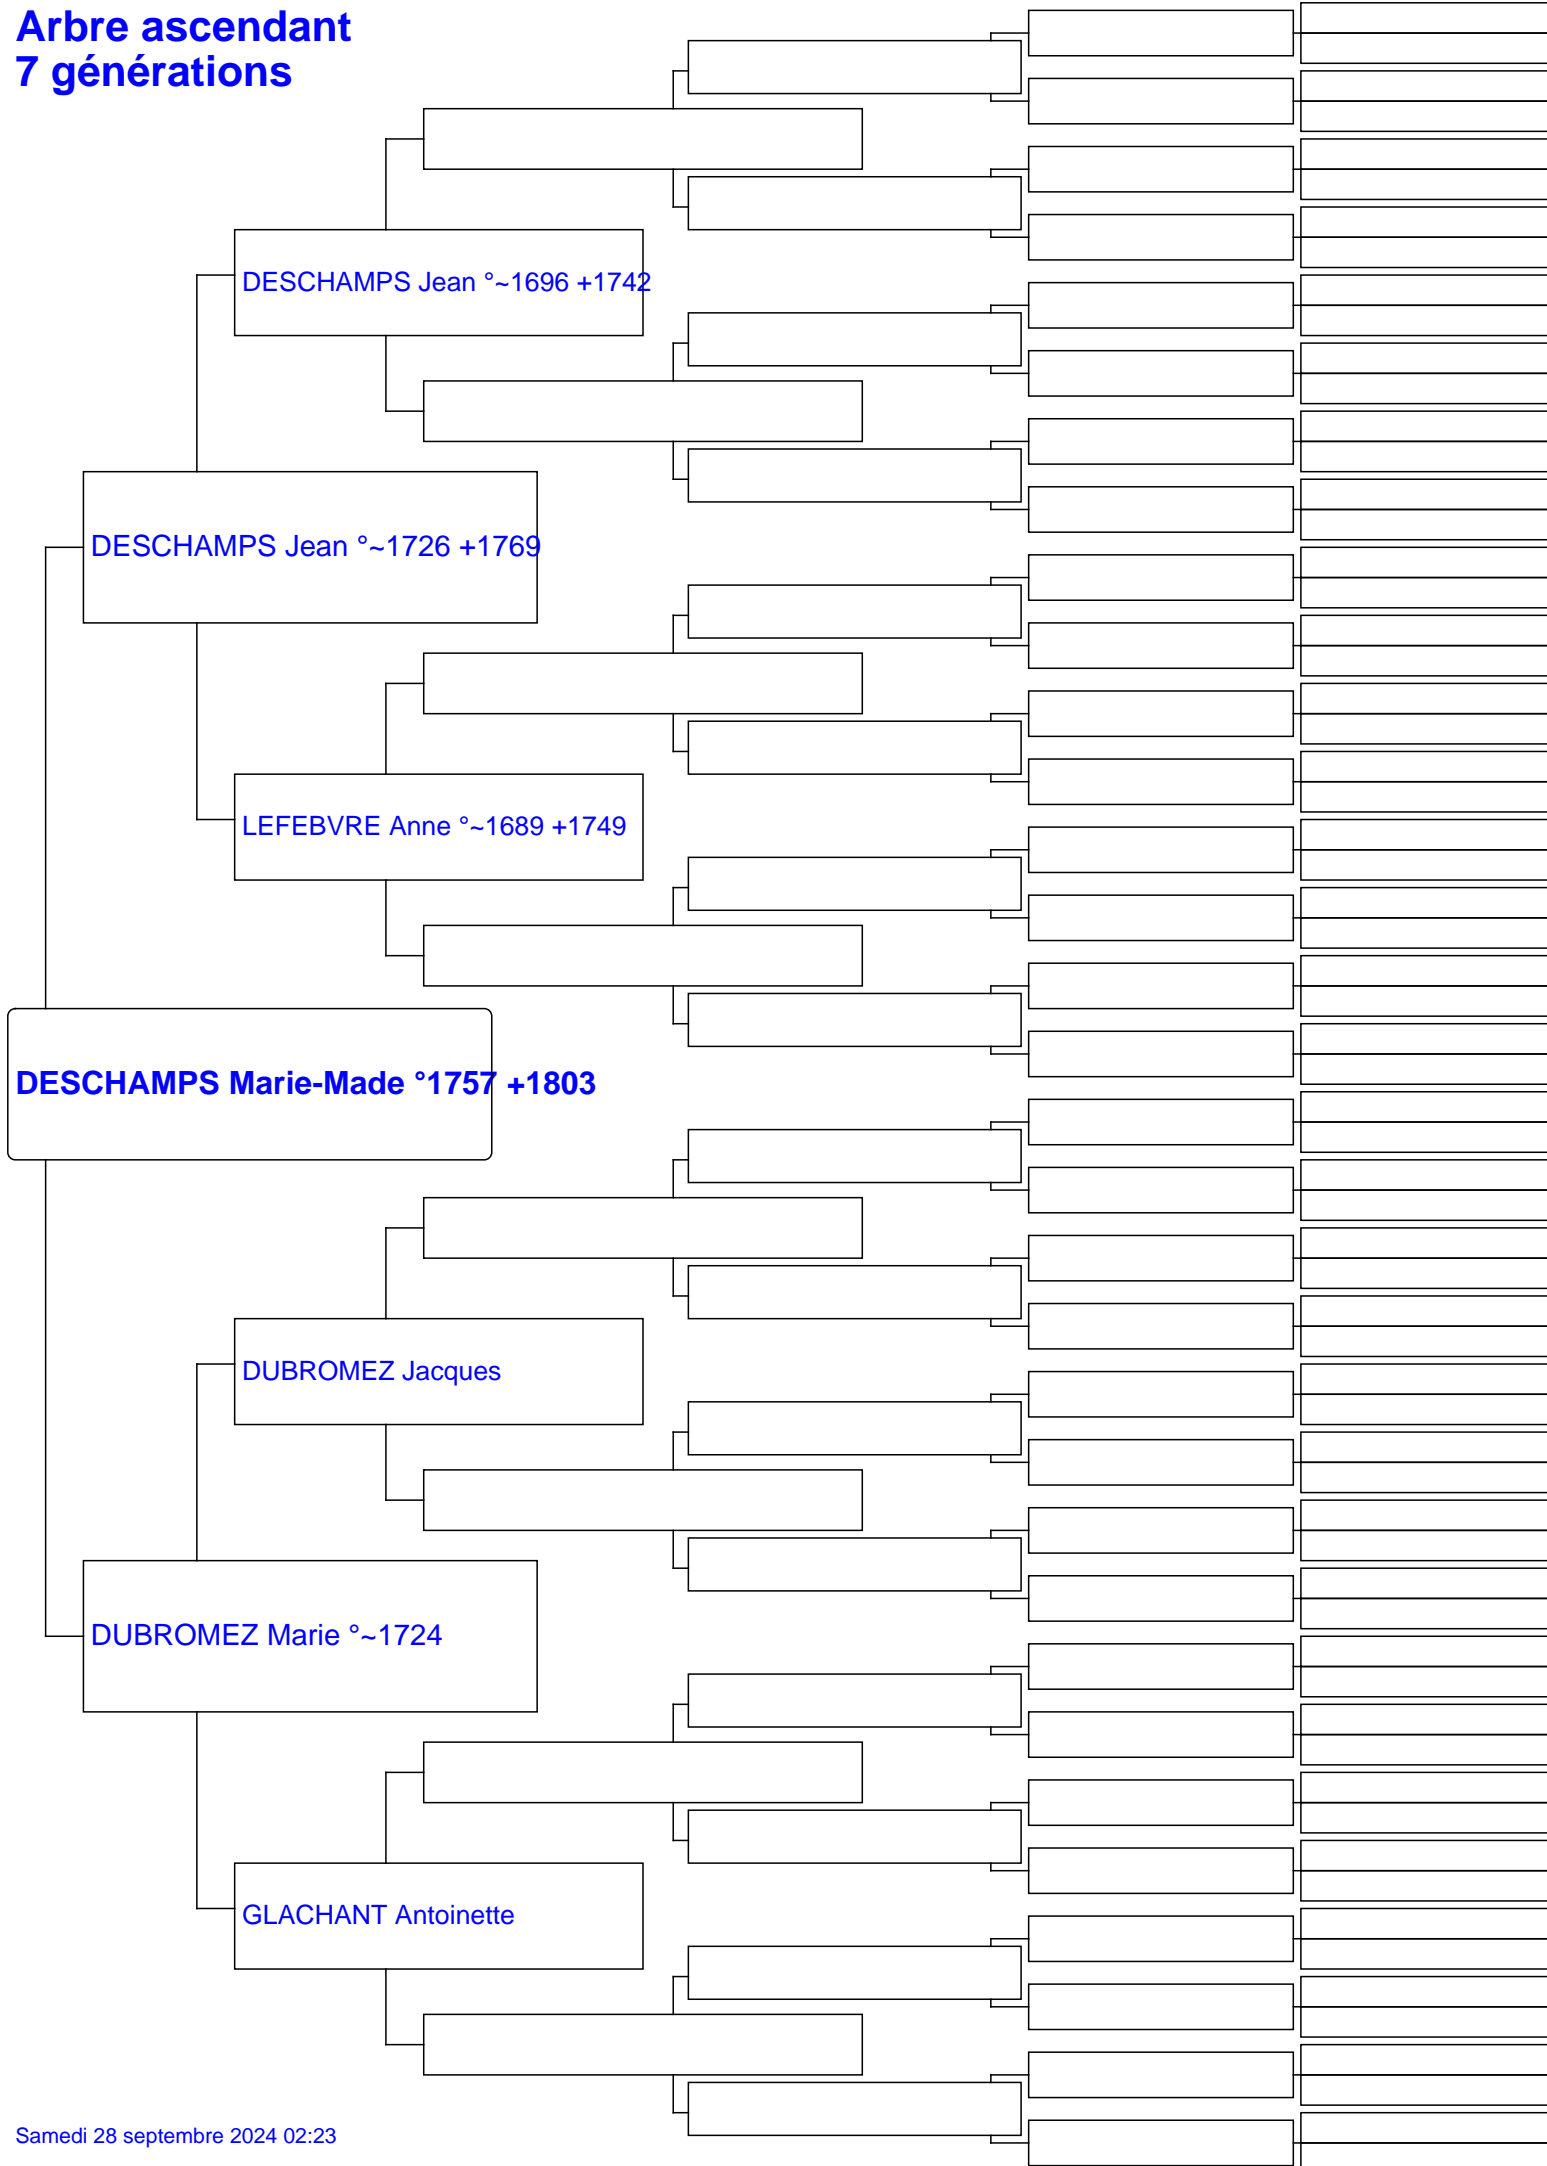 Arbre ascendant
7 générations
DESCHAMPS Jean °~1696 +1742
DESCHAMPS Jean °~1726 +1769
LEFEBVRE Anne °~1689 +1749
DESCHAMPS Marie-Made °1757 +1803
DUBROMEZ Jacques
DUBROMEZ Marie °~1724
GLACHANT Antoinette
Samedi 28 septembre 2024 02:23